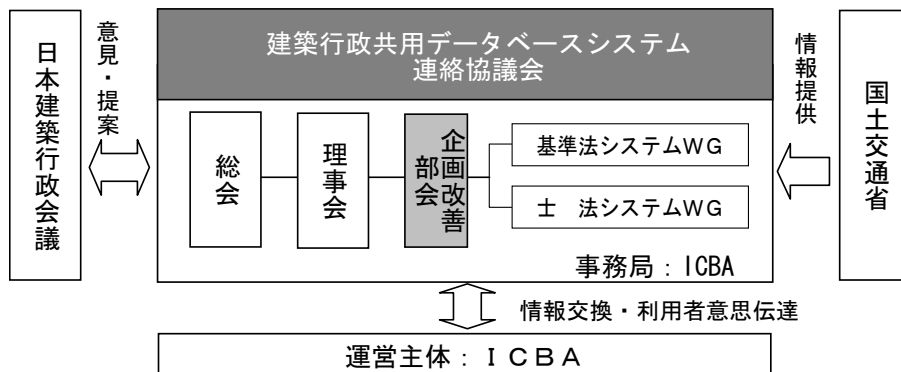 日本建築行政会議
意見・提案
建築行政共用データベースシステム
連絡協議会
総会
理事会
企画改善
部会
基準法システムWG
士　法システムWG
事務局：ICBA
情報提供
国土交通省
情報交換・利用者意思伝達
運営主体：ＩＣＢＡ